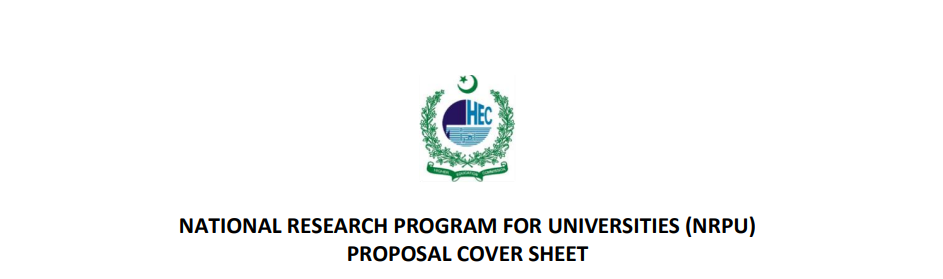 HEC
NATIONAL RESEARCH PROGRAM FOR UNIVERSITIES (NRPU)
PROPOSAL COVER SHEET